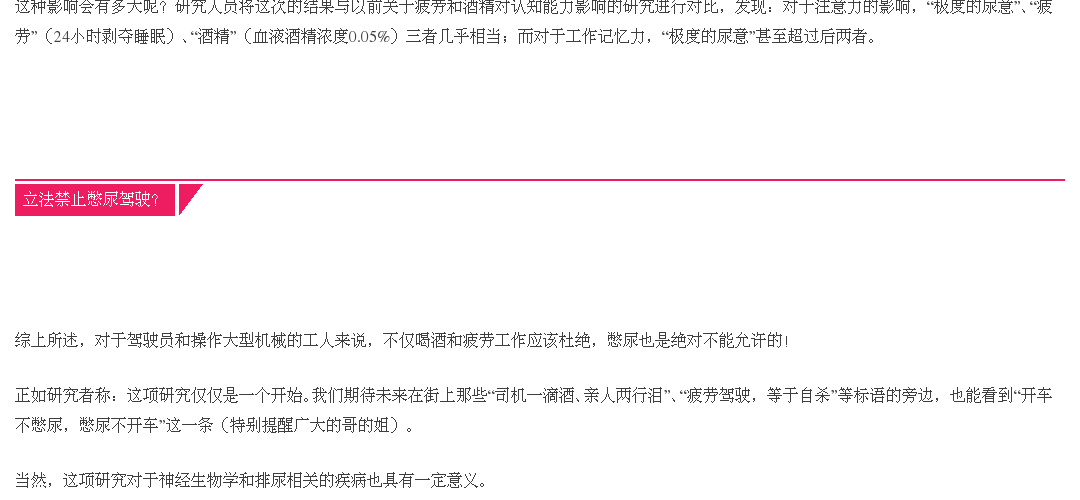 这种影响会有多大呢？研究人员将这次的结果与以前关于疲劳和酒精对认知能力影响的研究进行对比，发现：对于注意力的影响，“极度的尿意”、“疲
劳”（24小时剥夺睡眠）、“酒精”（血液酒精浓度0.05%）三者几乎相当；而对于工作记忆力，“极度的尿意”甚至超过后两者。
立法禁止憋尿驾驶？
综上所述，对于驾驶员和操作大型机械的工人来说，不仅喝酒和疲劳工作应该杜绝，憋尿也是绝对不能允许的!
正如研究者称：这项研究仅仅是一个开始。我们期待未来在街上那些“司机一滴酒、亲人两行泪”、“疲劳驾驶，等于自杀”等标语的旁边，也能看到“开车
不憋尿，憋尿不开车”这一条（特别提醒广大的哥的姐）。
当然，这项研究对于神经生物学和排尿相关的疾病也具有一定意义。